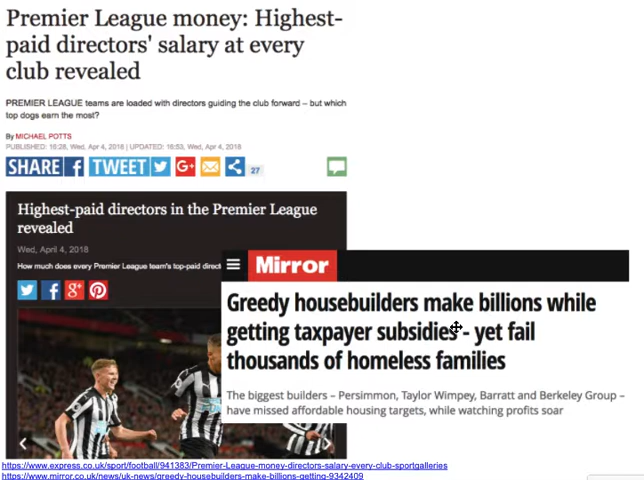 Premier League money: Highest-
paid directors' salary at every
club revealed
PREMIER LEAGUE teams are loaded with directors guiding the club forward – but which
top dogs earn the most?
By MICHAEL POTTS
PUBLISHED: 16:28, Wed, Apr 4, 2018 | UPDATED: 16:53, Wed, Apr 4, 2018
SHARE f TWEET G+ 27
Highest-paid directors in the Premier League
revealed
Wed, April 4, 2018
How much does every Premier League team's top-paid direct
Mirror
Greedy housebuilders make billions while
getting taxpayer subsidies - yet fail
thousands of homeless families
The biggest builders – Persimmon, Taylor Wimpey, Barratt and Berkeley Group –
have missed affordable housing targets, while watching profits soar
https://www.express.co.uk/sport/football/941383/Premier-League-money-directors-salary-every-club-sportgalleries
https://www.mirror.co.uk/news/uk-news/greedy-housebuilders-make-billions-getting-9342409